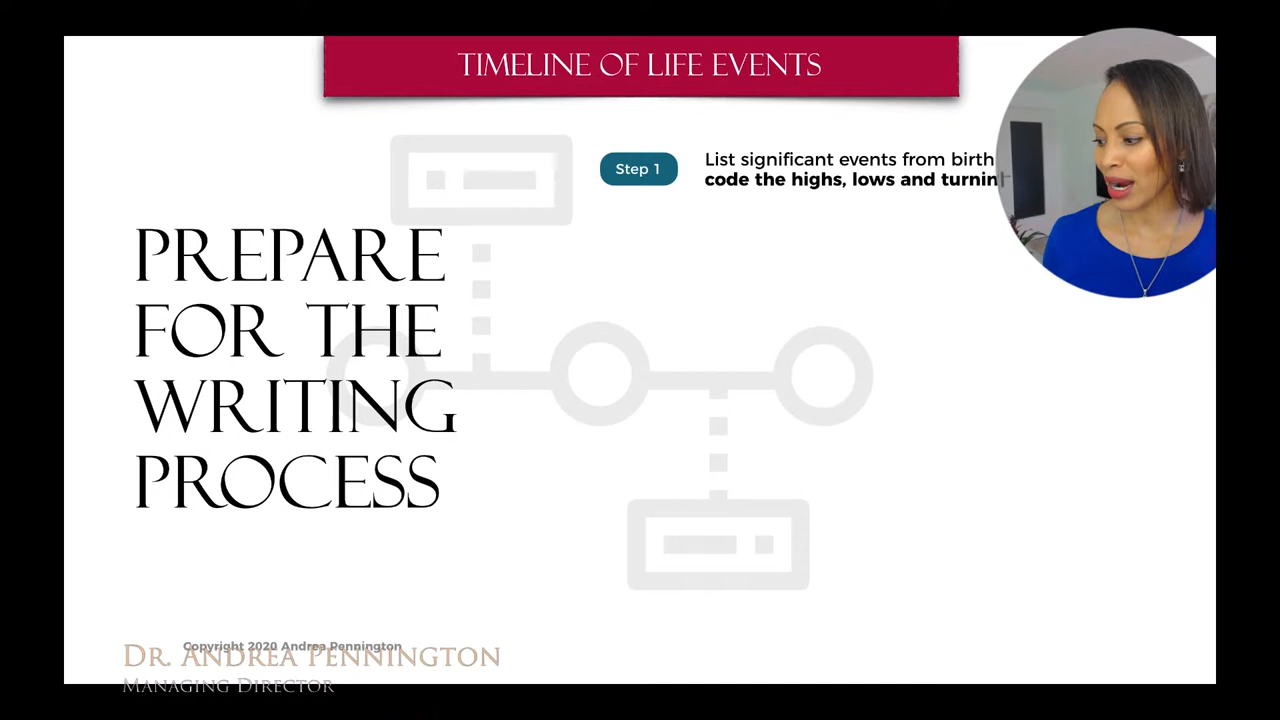 TIMELINE OF LIFE EVENTS
Step 1
List significant events from birth
code the highs, lows and
PREPARE
FOR THE
WRITING
PROCESS
Copyright 2020 Andrea Pennington
DR. ANDREA PENNINGTON
MANAGING DIRECTOR